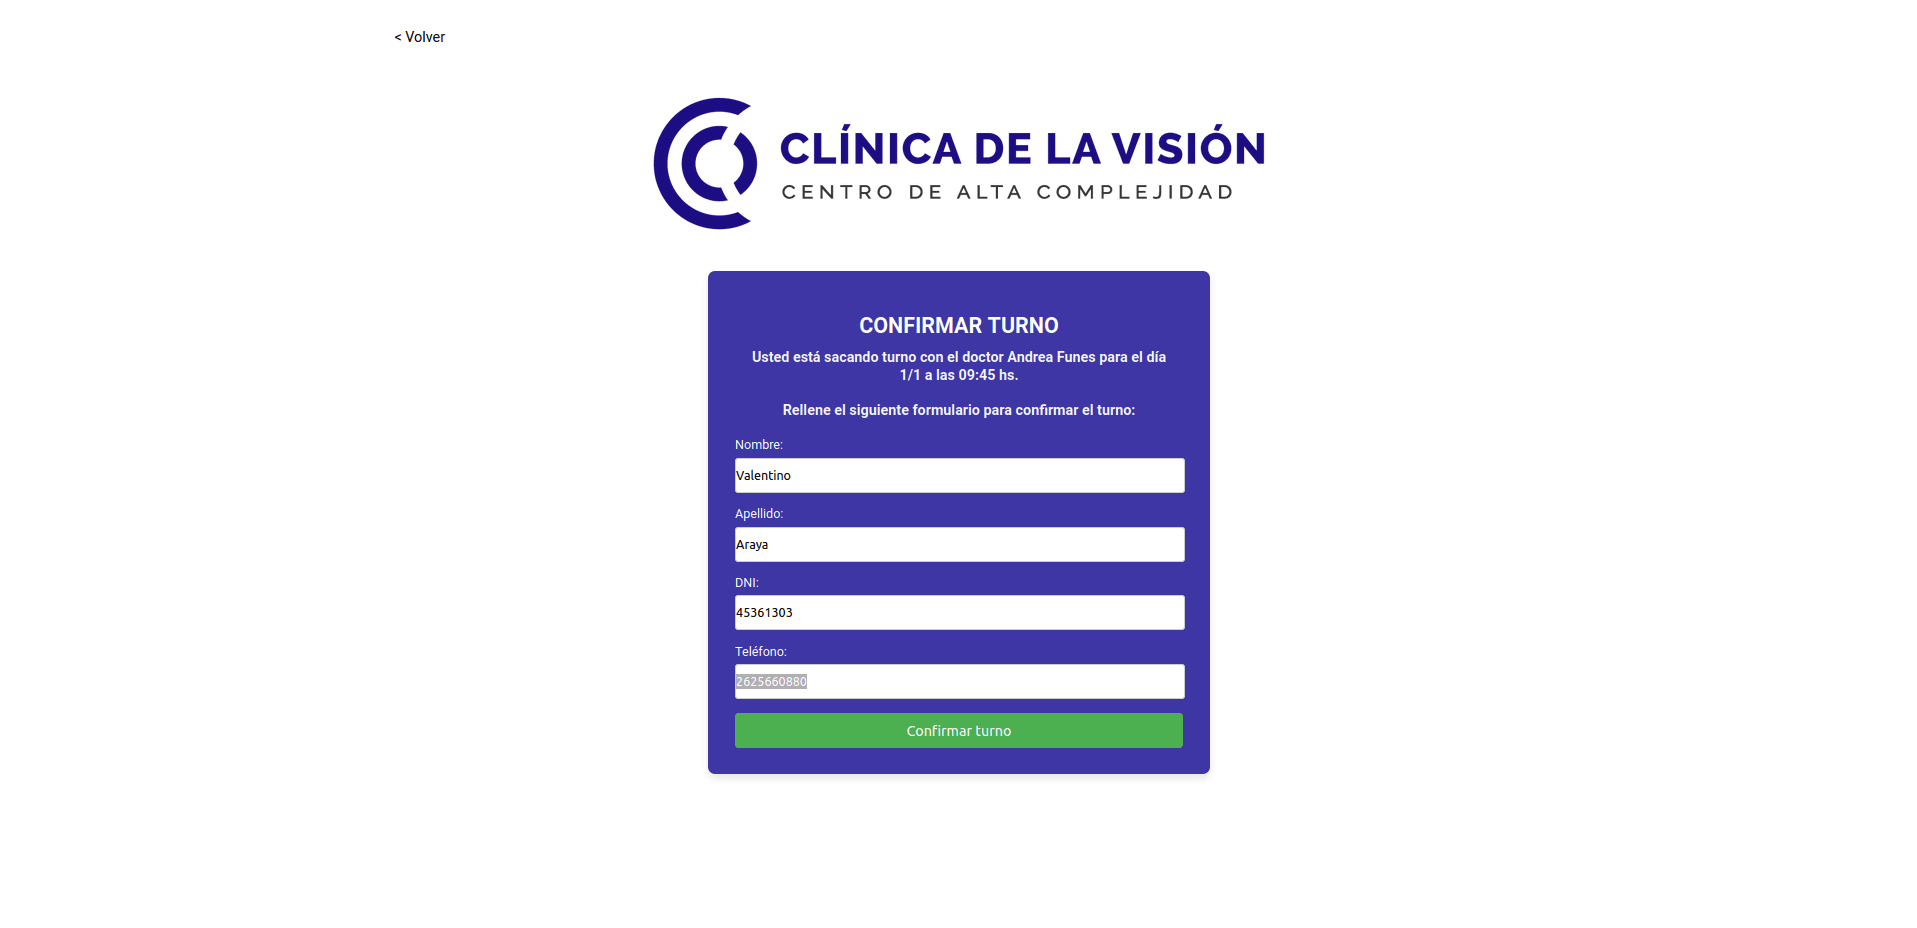 < Volver
CLÍNICA DE LA VISIÓN
CENTRO DE ALTA COMPLEJIDAD
CONFIRMAR TURNO
Usted está sacando turno con el doctor Andrea Funes para el día
1/1 a las 09:45 hs.
Rellene el siguiente formulario para confirmar el turno:
Nombre:
Valentino
Apellido:
Araya
DNI:
45361303
Teléfono:
2625660880
Confirmar turno